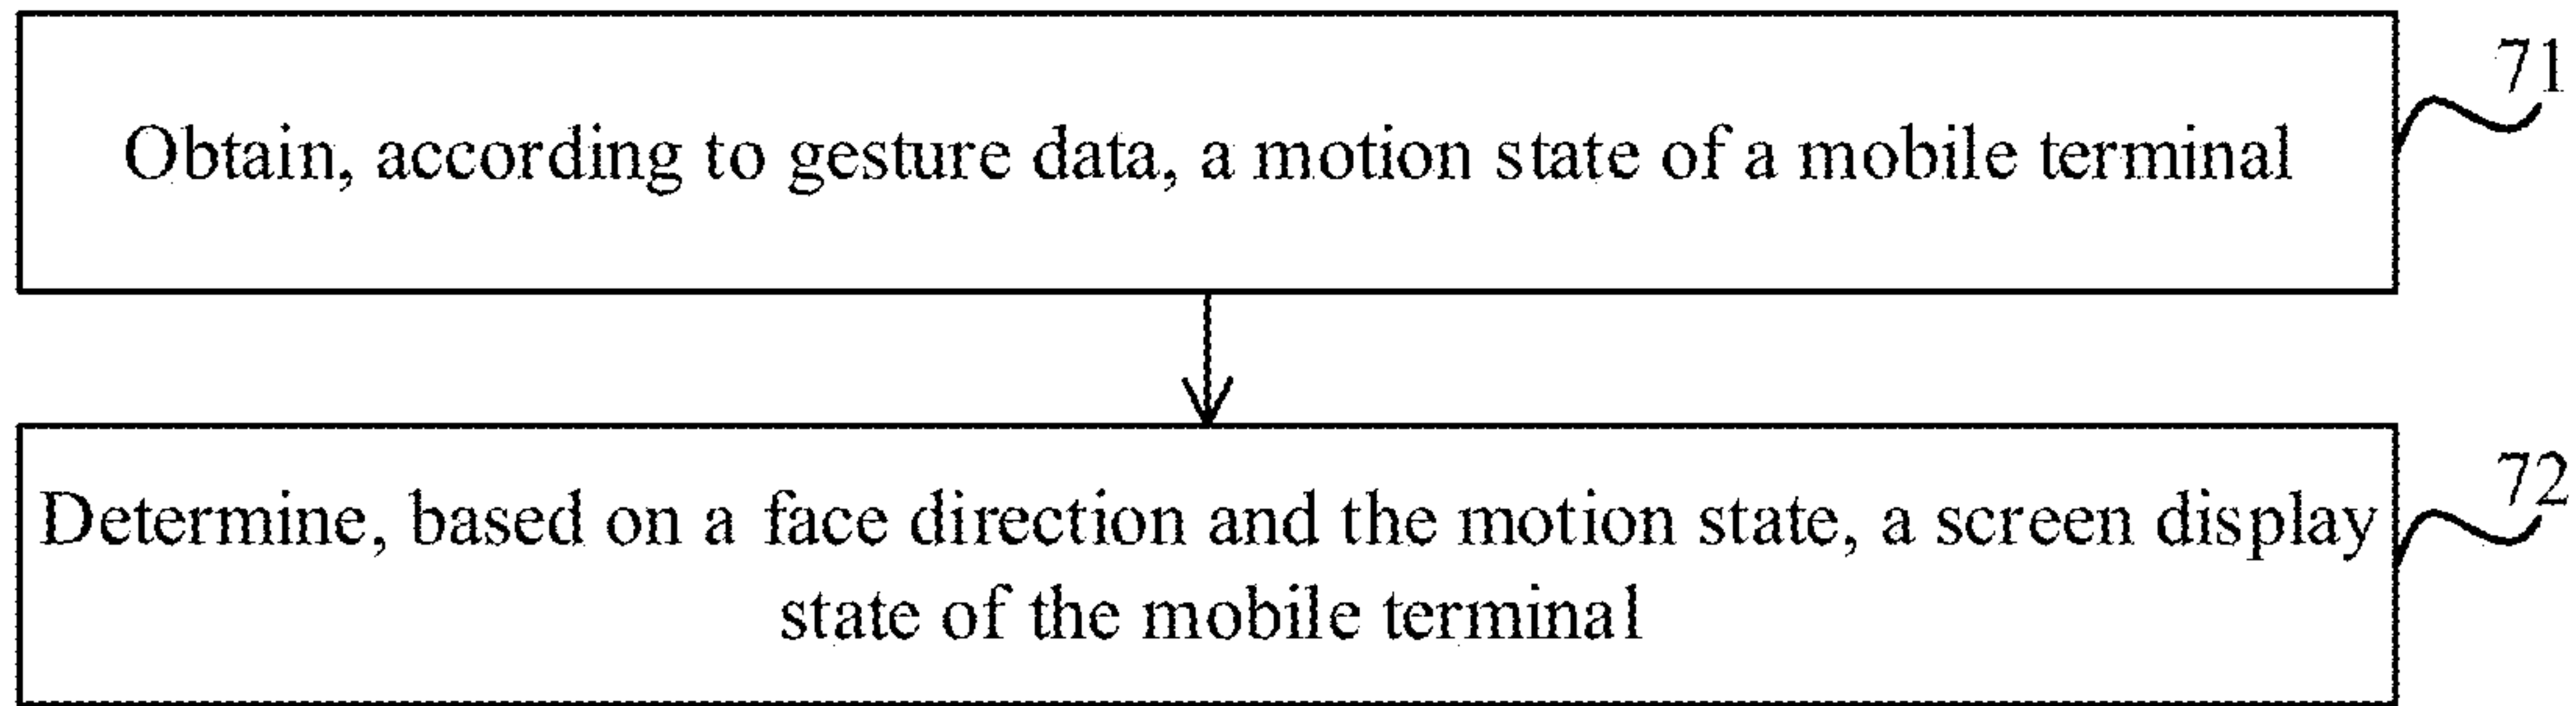 71
Obtain, according to gesture data, a motion state of a mobile terminal
72
Determine, based on a face direction and the motion state, a screen display
state of the mobile terminal